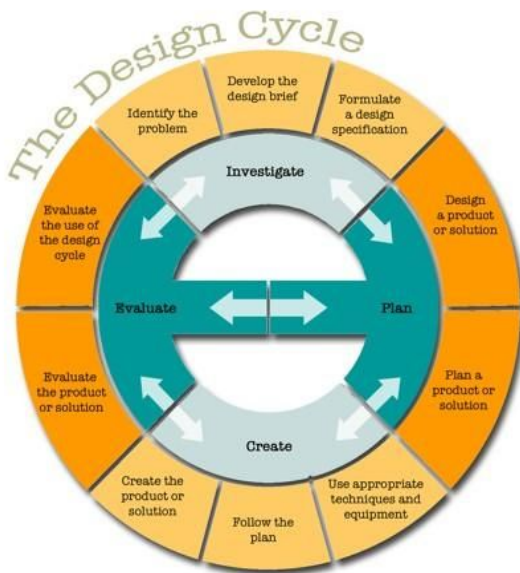 The Design Cycle
Identify the
problem
Develop the
design brief
Formulate
a design
specification
Design
a product
or solution
Plan a
product or
solution
Use appropriate
techniques and
equipment
Follow the
plan
Create the
product or
solution
Evaluate
the product
or solution
Evaluate
the use of
the design
cycle
Investigate
Plan
Create
Evaluate